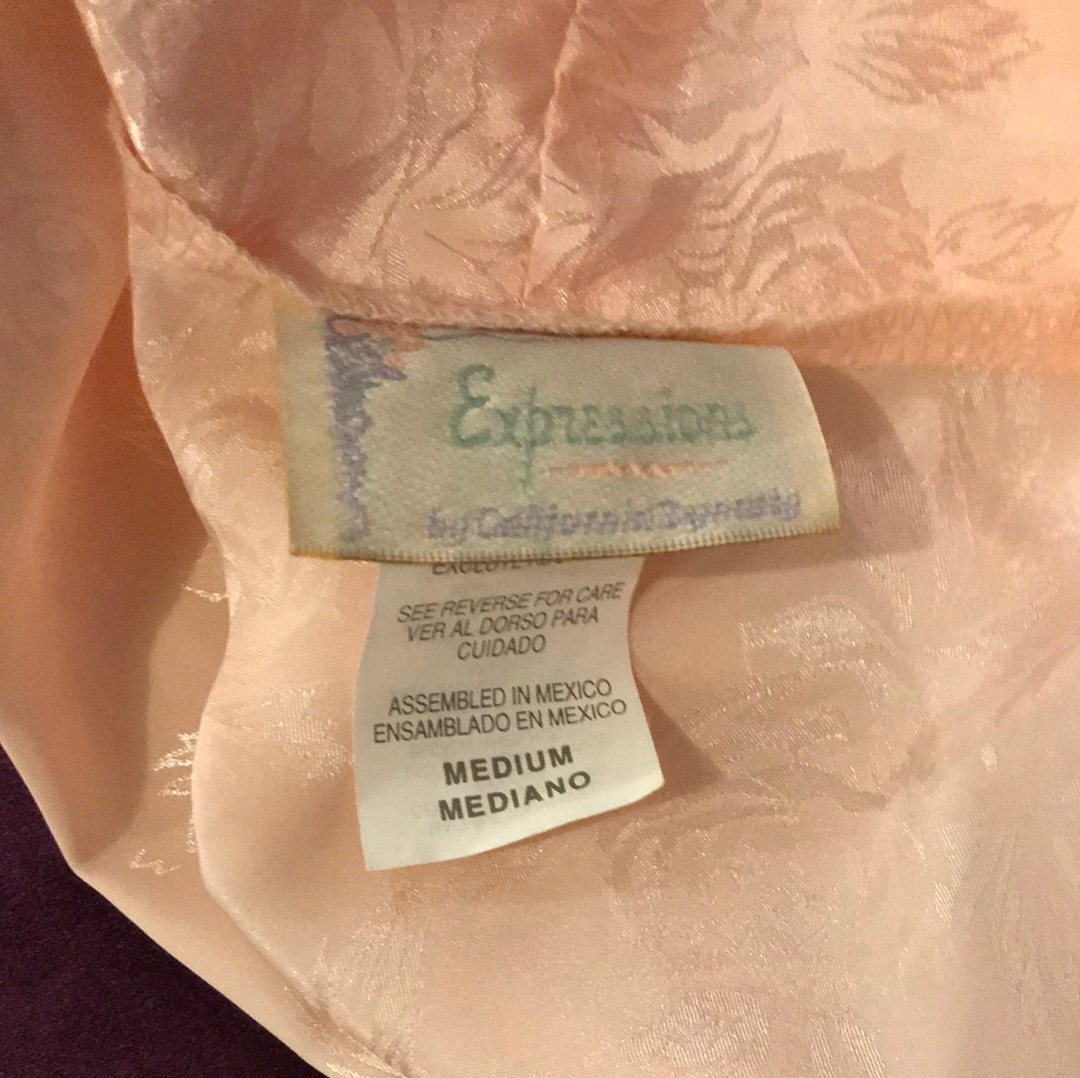 Expressions
by California Dynasty
SEE REVERSE FOR CARE
VER AL DORSO PARA
CUIDADO
ASSEMBLED IN MEXICO
ENSAMBLADO EN MEXICO
MEDIUM
MEDIANO